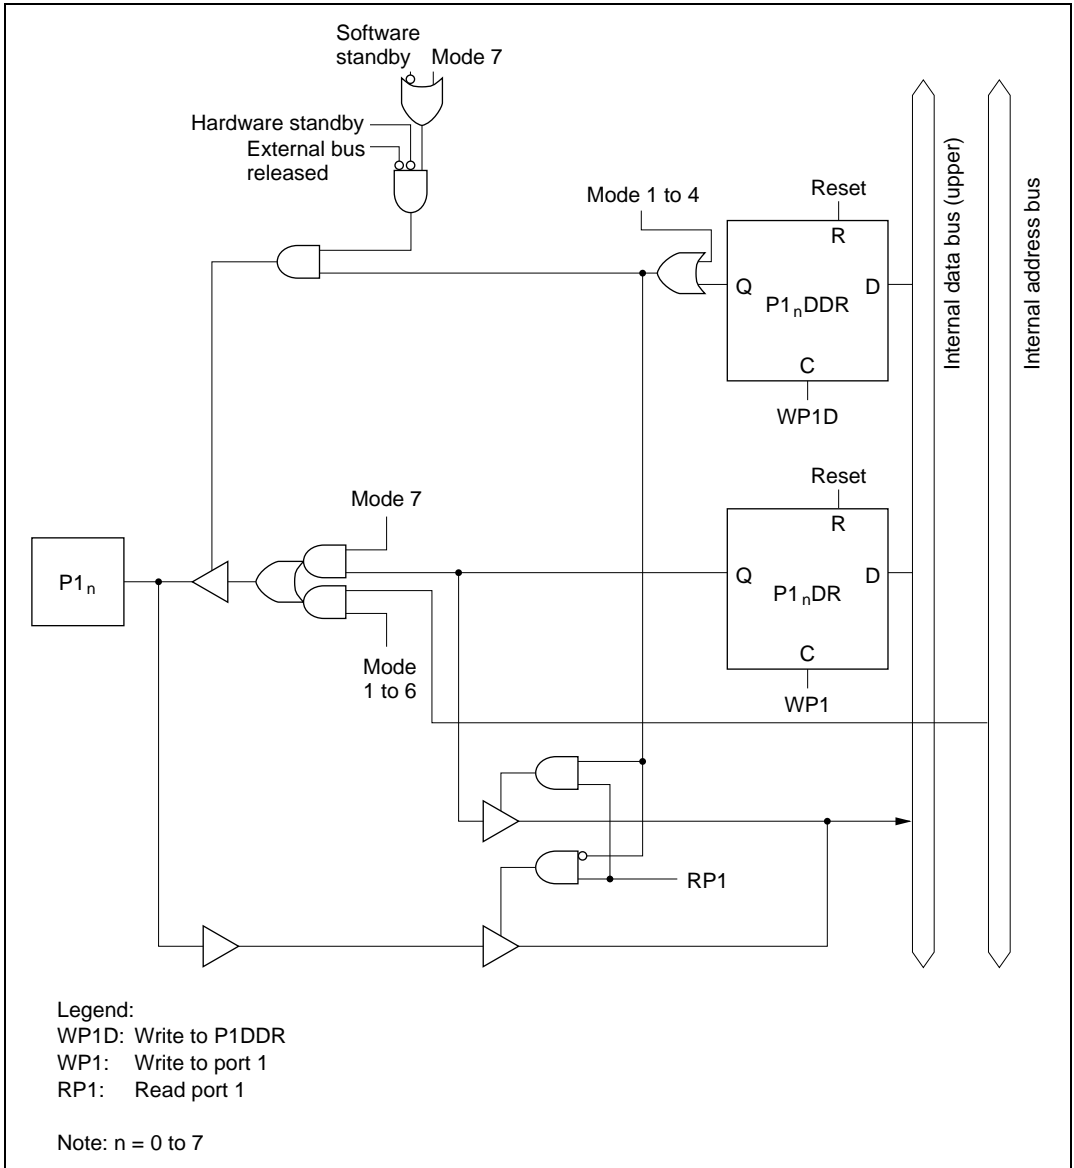 Software
standby Mode 7
Hardware standby
External bus
released
Mode 1 to 4
Reset
R
Q D
P1nDDR
C
WP1D
Internal data bus (upper)
Internal address bus
Mode 7
Reset
R
P1n
Q D
P1nDR
C
WP1
Mode
1 to 6
RP1
Legend:
WP1D: Write to P1DDR
WP1: Write to port 1
RP1: Read port 1
Note: n = 0 to 7